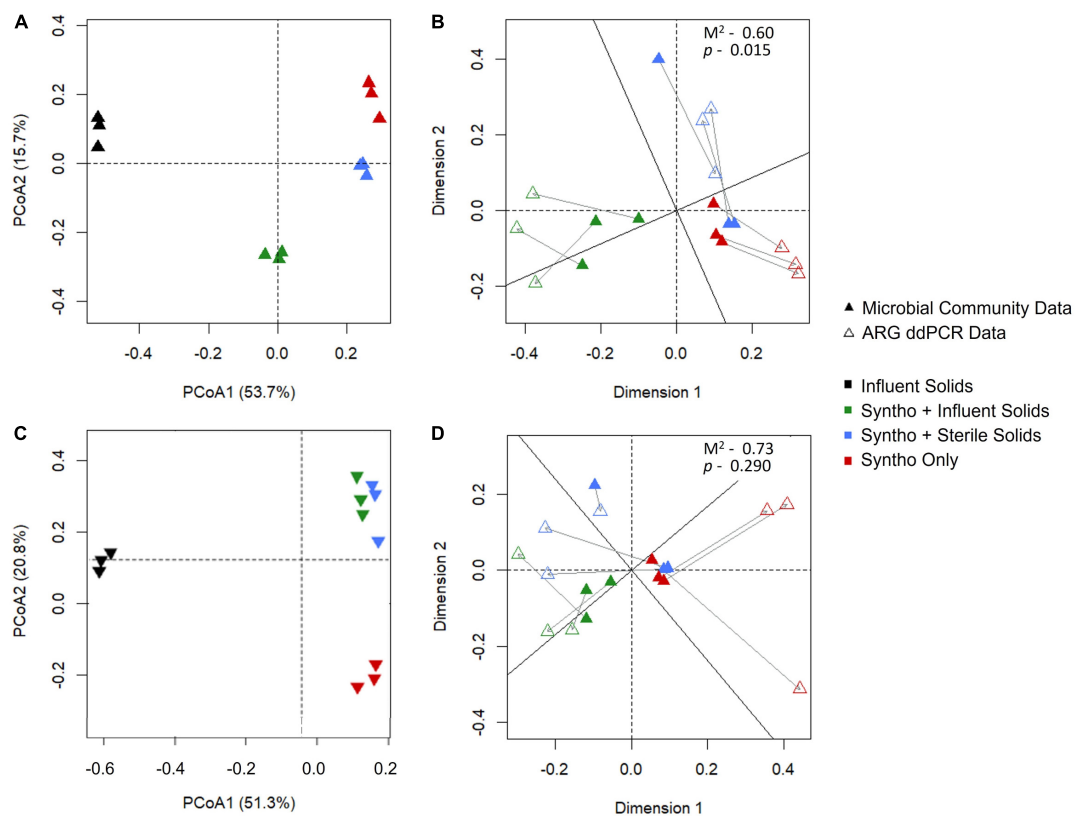 A
0.4
0.2
0.0
-0.2
-0.4
PCoA2 (15.7%)
-0.4
-0.2
0.0
0.2
PCoA1 (53.7%)
B
M2 - 0.60
p - 0.015
0.4
0.2
0.0
-0.2
Dimension 2
-0.4
-0.2
0.0
0.2
Dimension 1
Microbial Community Data
ARG ddPCR Data
Influent Solids
Syntho + Influent Solids
Syntho + Sterile Solids
Syntho Only
C
0.4
0.2
0.0
-0.2
PCoA2 (20.8%)
-0.6
-0.4
-0.2
0.0
0.2
PCoA1 (51.3%)
D
M2 - 0.73
p - 0.290
0.2
0.0
-0.2
-0.4
Dimension 2
-0.2
0.0
0.2
0.4
Dimension 1